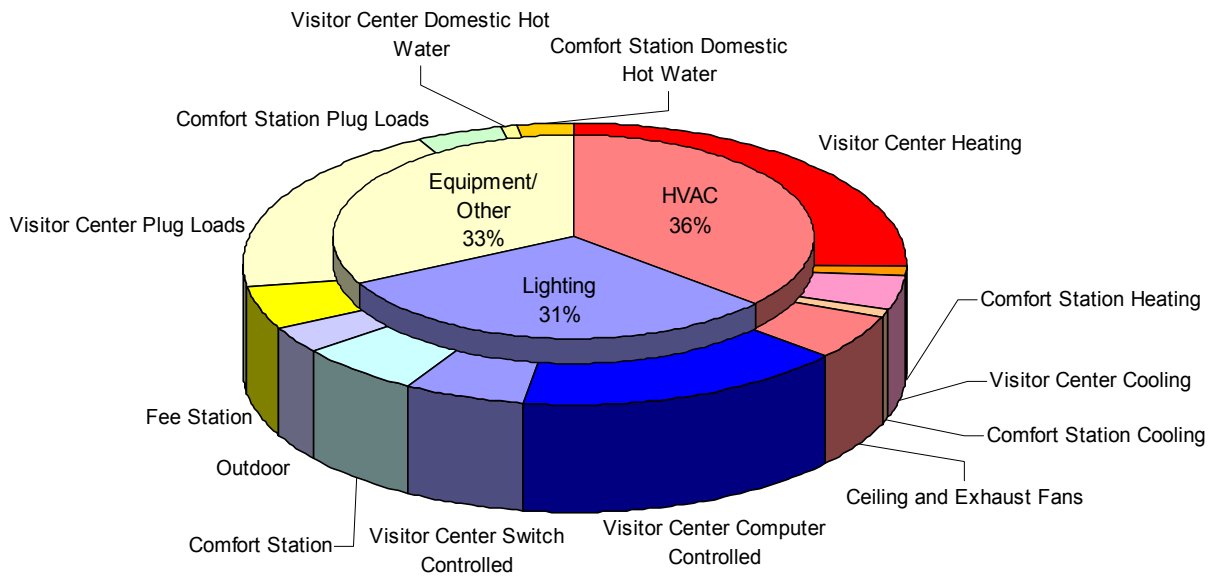 Visitor Center Domestic Hot
Water
Comfort Station Domestic
Hot Water
Comfort Station Plug Loads
Visitor Center Heating
Equipment/
Other
33%
HVAC
36%
Visitor Center Plug Loads
Lighting
31%
Comfort Station Heating
Visitor Center Cooling
Fee Station
Comfort Station Cooling
Outdoor
Ceiling and Exhaust Fans
Comfort Station
Visitor Center Switch
Controlled
Visitor Center Computer
Controlled